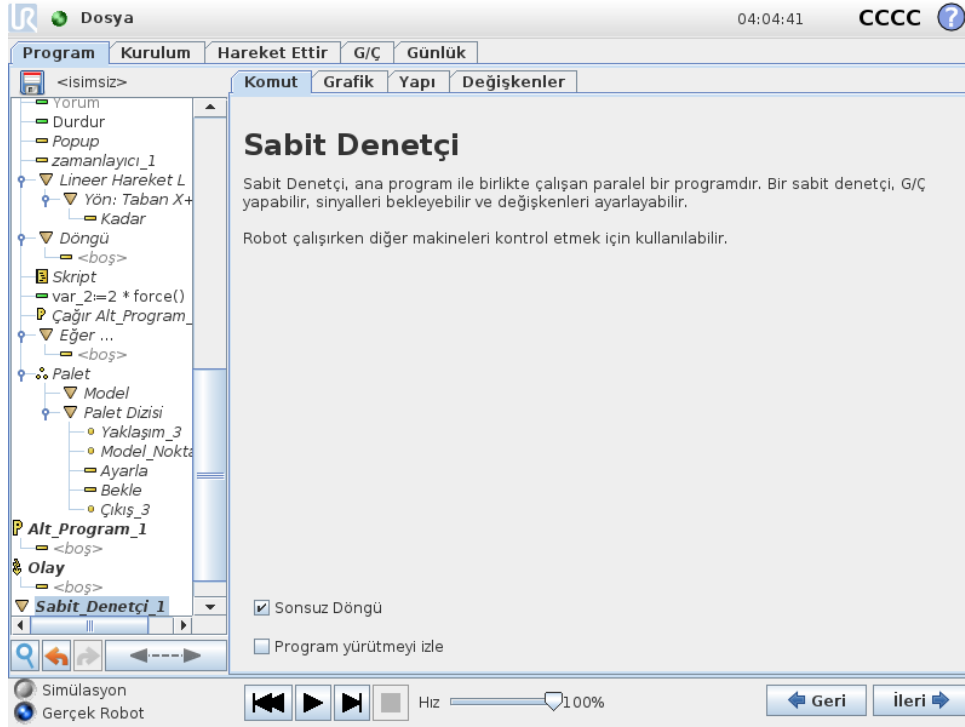 Dosya
04:04:41
CCCC
?
Program
Kurulum
Hareket Ettir
G/Ç
Günlük
<isimsiz>
Komut
Grafik
Yapı
Değişkenler
Yorum
Durdur
Popup
zamanlayıcı_1
Lineer Hareket L
Yön: Taban X+
Kadar
Döngü
<boş>
Skript
var_2:=2 * force()
Çağır Alt_Program_
Eğer ...
<boş>
Palet
Model
Palet Dizisi
Yaklaşım_3
Model_Nokta
Ayarla
Bekle
Çıkış_3
Alt_Program_1
<boş>
Olay
<boş>
Sabit_Denetçi_1
Sabit Denetçi
Sabit Denetçi, ana program ile birlikte çalışan paralel bir programdır. Bir sabit denetçi, G/Ç
yapabilir, sinyalleri bekleyebilir ve değişkenleri ayarlayabilir.
Robot çalışırken diğer makineleri kontrol etmek için kullanılabilir.
Sonsuz Döngü
Program yürütmeyi izle
Simülasyon
Gerçek Robot
Hız
100%
Geri
İleri